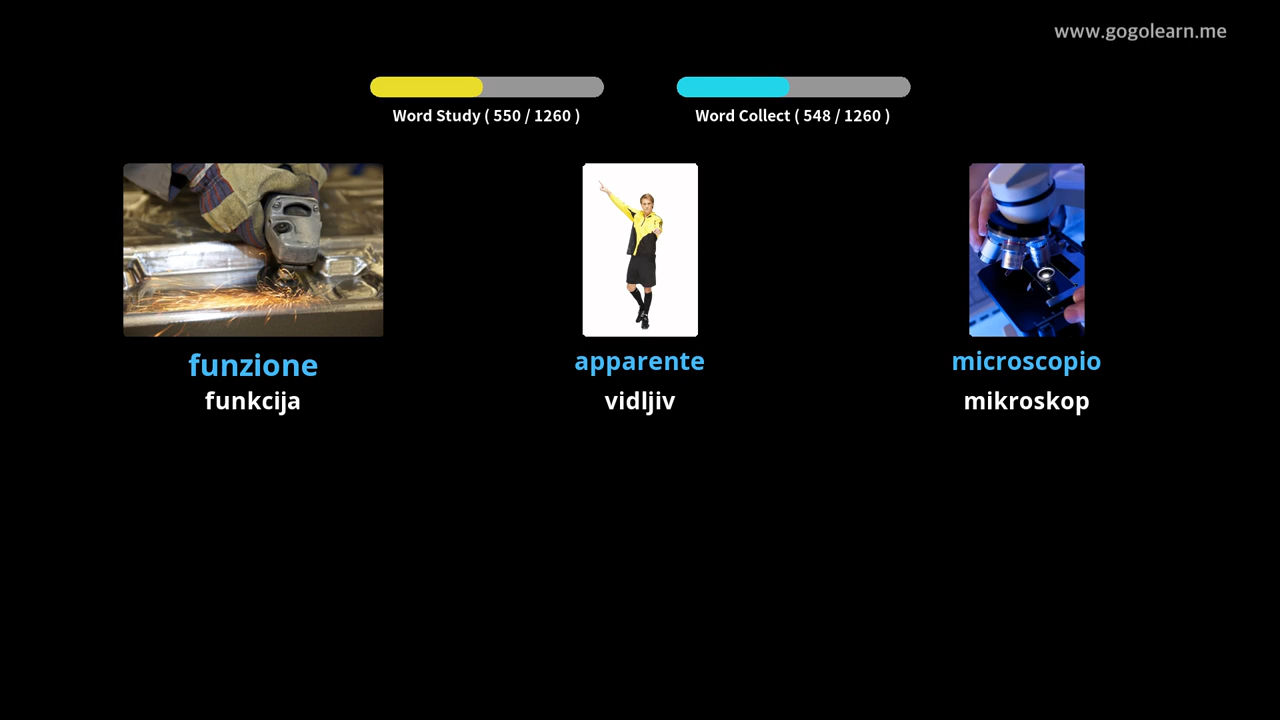 www.gogolearn.me
Word Study ( 550 / 1260 )
Word Collect ( 548 / 1260 )
funzione
funkcija
apparente
vidljiv
microscopio
mikroskop